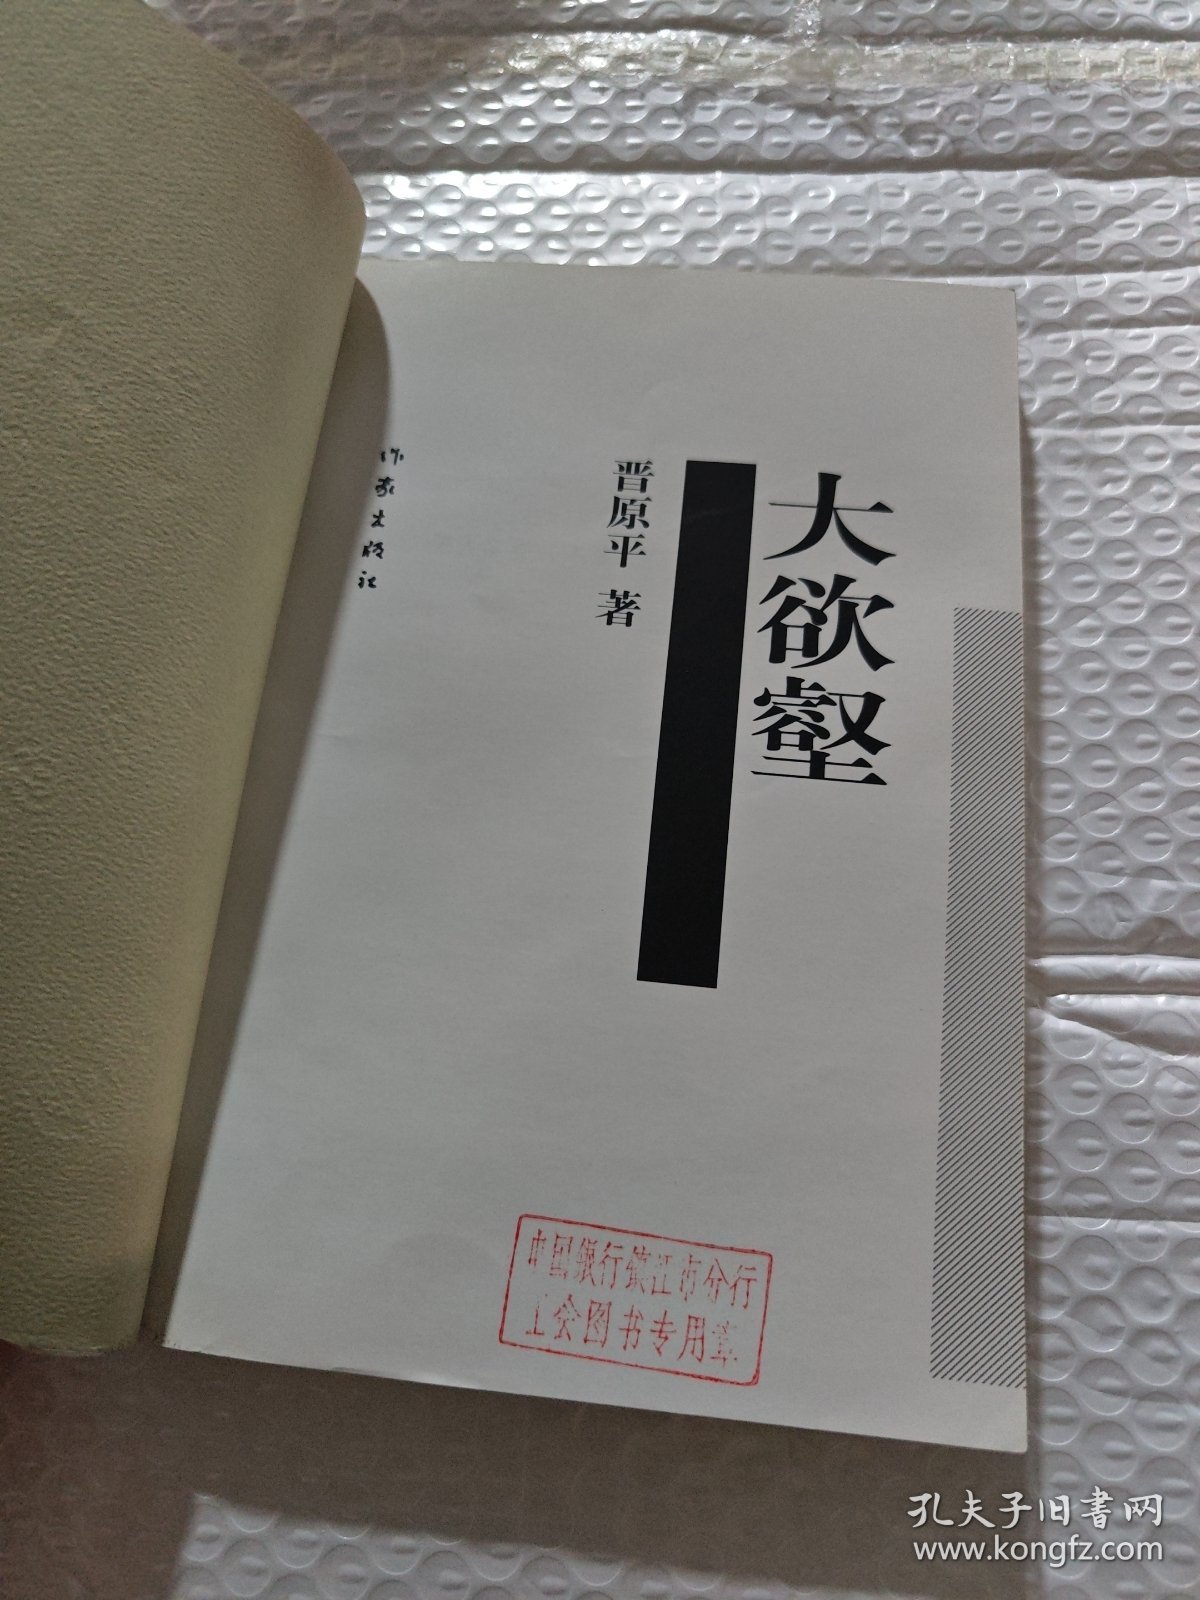 大欲壑
晋原平 著
作家出版社
中国银行镇江市分行
工会图书专用章
孔夫子旧书网
www.kongfz.com